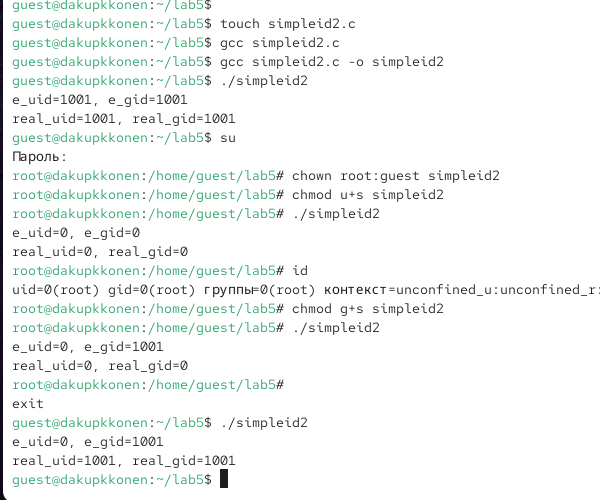 guest@dakupkkonen:~/lab5$
guest@dakupkkonen:~/lab5$ touch simpleid2.c
guest@dakupkkonen:~/lab5$ gcc simpleid2.c
guest@dakupkkonen:~/lab5$ gcc simpleid2.c -o simpleid2
guest@dakupkkonen:~/lab5$ ./simpleid2
e_uid=1001, e_gid=1001
real_uid=1001, real_gid=1001
guest@dakupkkonen:~/lab5$ su
Пароль:
root@dakupkkonen:/home/guest/lab5# chown root:guest simpleid2
root@dakupkkonen:/home/guest/lab5# chmod u+s simpleid2
root@dakupkkonen:/home/guest/lab5# ./simpleid2
e_uid=0, e_gid=0
real_uid=0, real_gid=0
root@dakupkkonen:/home/guest/lab5# id
uid=0(root) gid=0(root) группы=0(root) контекст=unconfined_u:unconfined_r:
root@dakupkkonen:/home/guest/lab5# chmod g+s simpleid2
root@dakupkkonen:/home/guest/lab5# ./simpleid2
e_uid=0, e_gid=1001
real_uid=0, real_gid=0
root@dakupkkonen:/home/guest/lab5#
exit
guest@dakupkkonen:~/lab5$ ./simpleid2
e_uid=0, e_gid=1001
real_uid=1001, real_gid=1001
guest@dakupkkonen:~/lab5$